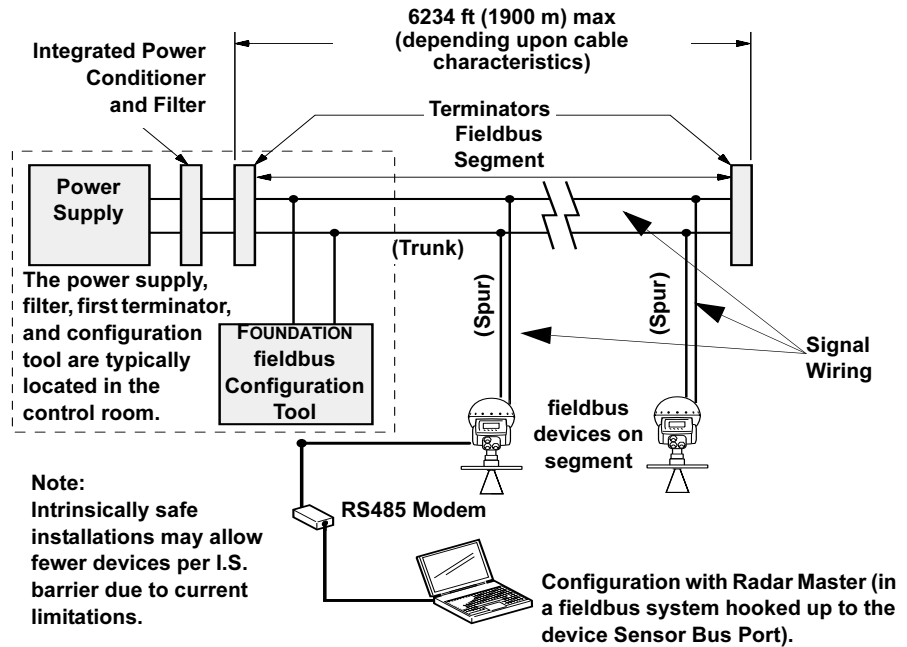 6234 ft (1900 m) max
(depending upon cable
characteristics)
Integrated Power
Conditioner
and Filter
Terminators
Fieldbus
Segment
Power
Supply
(Trunk)
The power supply,
filter, first terminator,
and configuration
tool are typically
located in the
control room.
FOUNDATION
fieldbus
Configuration
Tool
(Spur)
(Spur)
Signal
Wiring
fieldbus
devices on
segment
Note:
Intrinsically safe
installations may allow
fewer devices per I.S.
barrier due to current
limitations.
RS485 Modem
Configuration with Radar Master (in
a fieldbus system hooked up to the
device Sensor Bus Port).